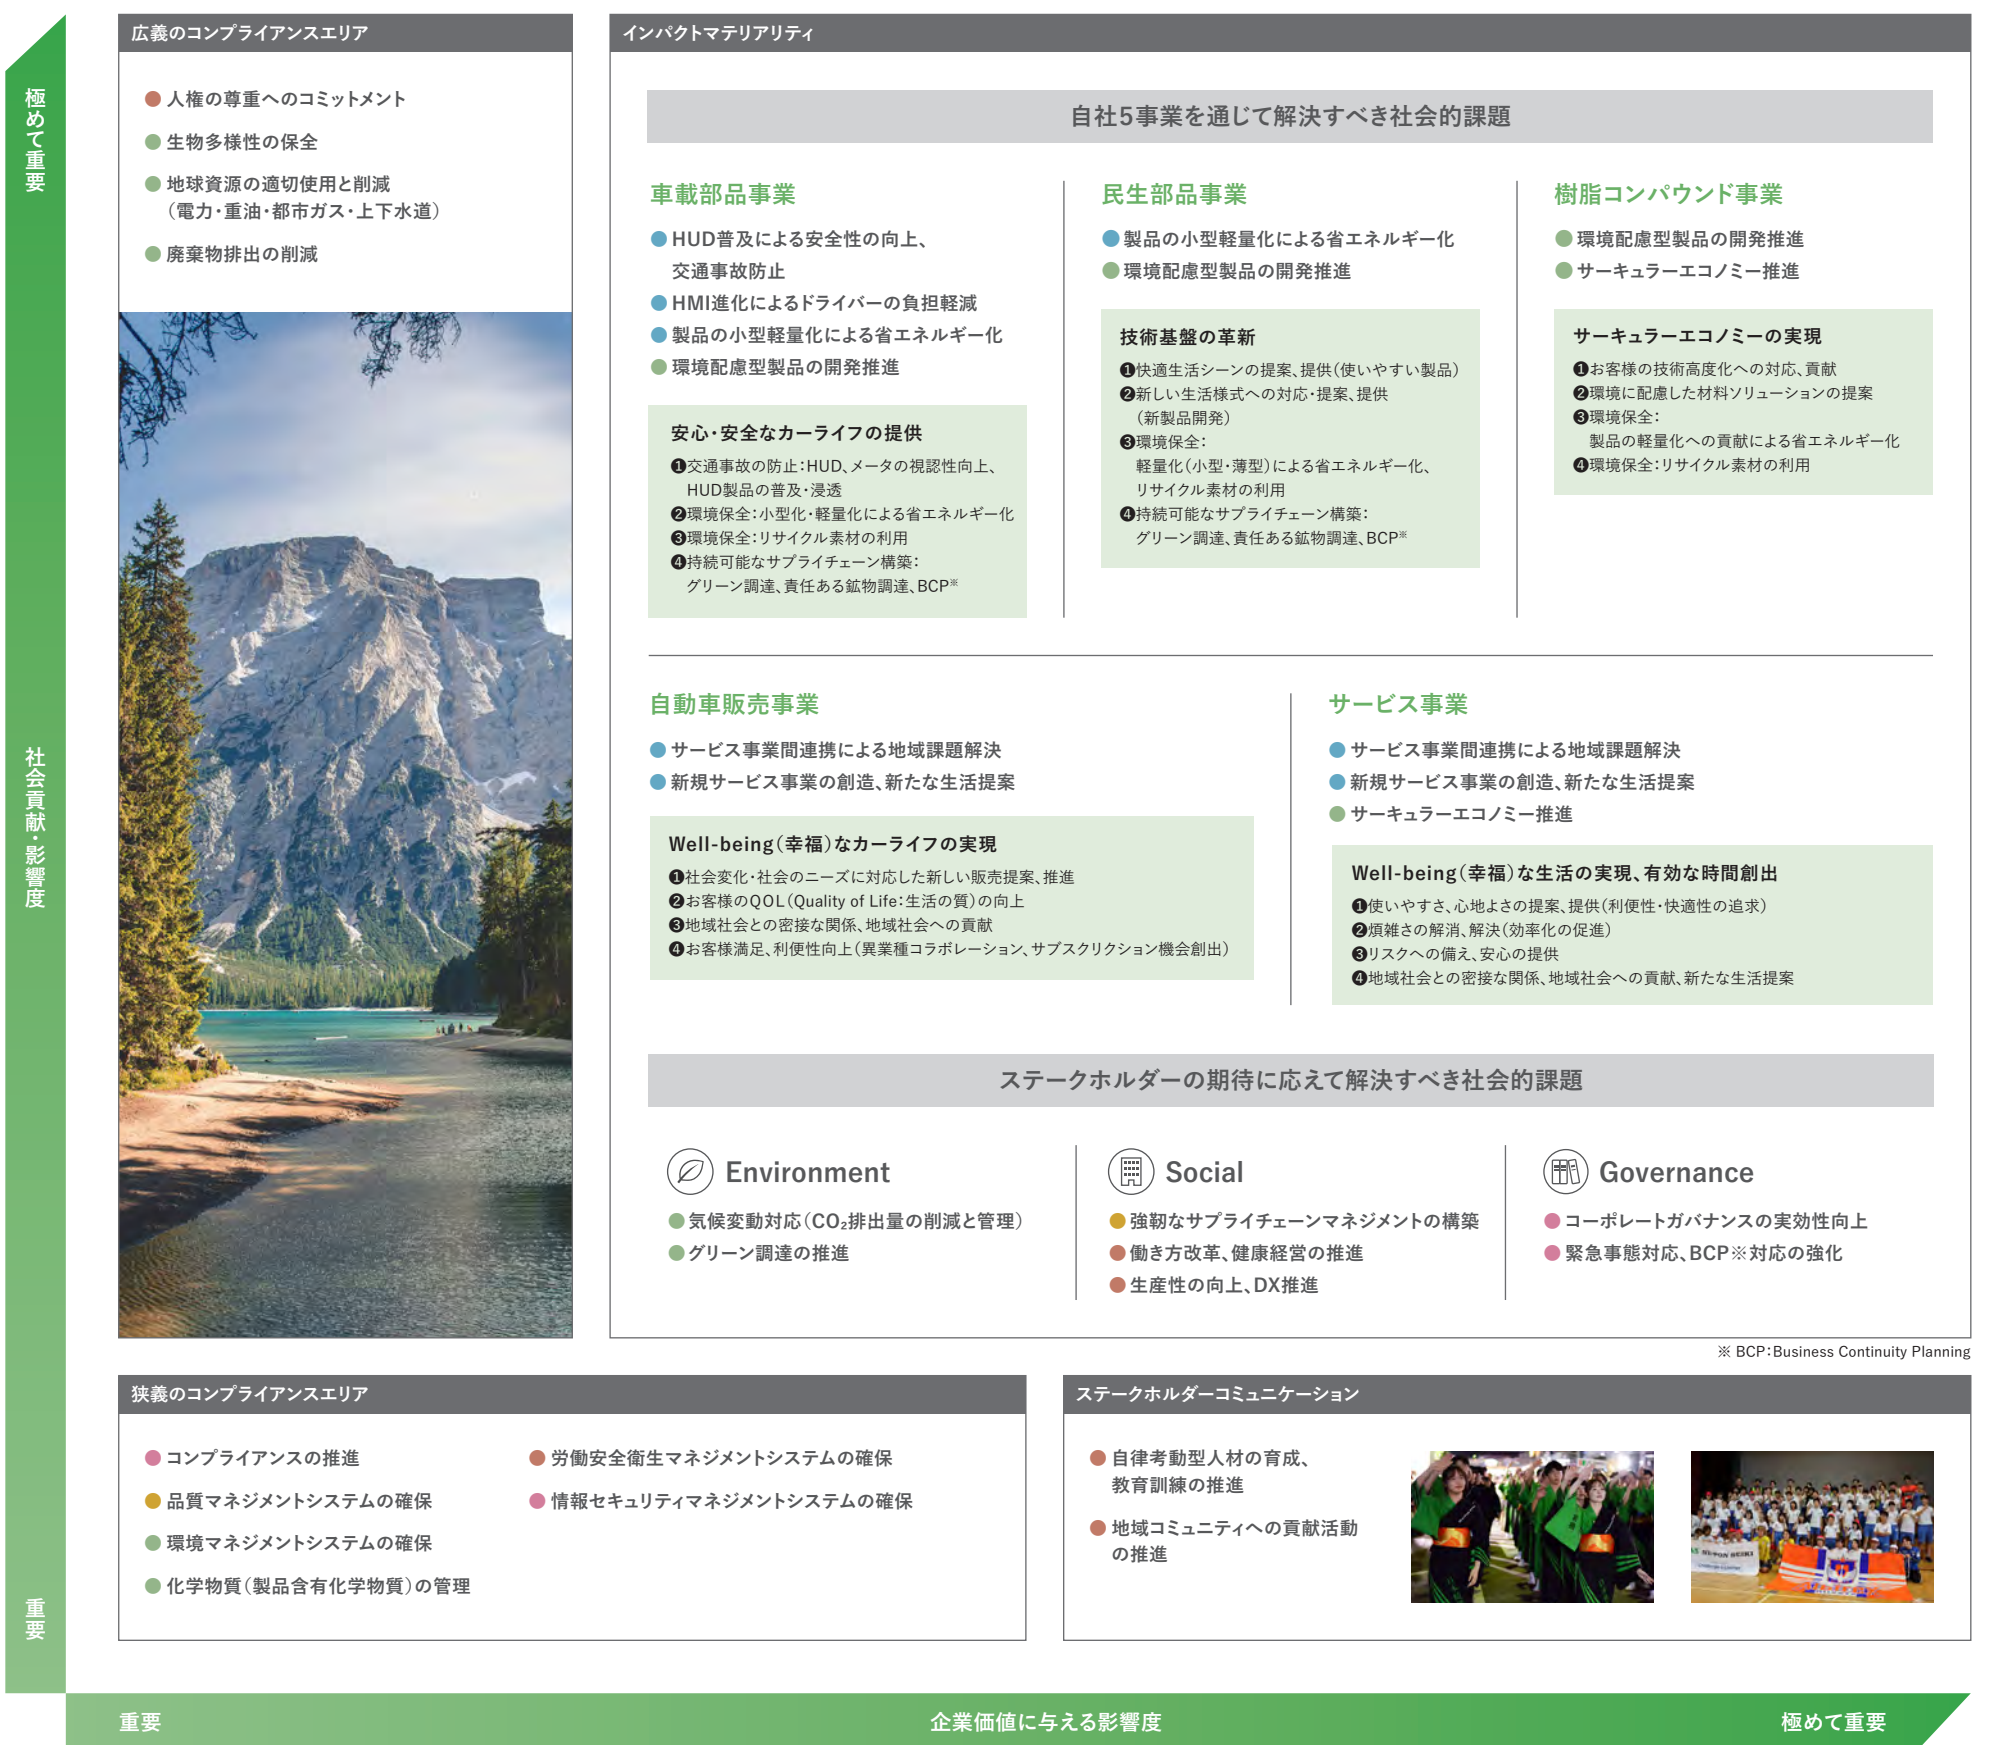 極めて重要
社会貢献・影響度
重要
広義のコンプライアンスエリア
● 人権の尊重へのコミットメント
● 生物多様性の保全
● 地球資源の適切使用と削減
（電力・重油・都市ガス・上下水道）
● 廃棄物排出の削減
インパクトマテリアリティ
自社5事業を通じて解決すべき社会的課題
車載部品事業
● HUD普及による安全性の向上、
交通事故防止
● HMI進化によるドライバーの負担軽減
● 製品の小型軽量化による省エネルギー化
● 環境配慮型製品の開発推進
安心・安全なカーライフの提供
❶交通事故の防止：HUD、メータの視認性向上、
HUD製品の普及・浸透
❷環境保全：小型化・軽量化による省エネルギー化
❸環境保全：リサイクル素材の利用
❹持続可能なサプライチェーン構築：
グリーン調達、責任ある鉱物調達、BCP※
民生部品事業
● 製品の小型軽量化による省エネルギー化
● 環境配慮型製品の開発推進
技術基盤の革新
❶快適生活シーンの提案、提供（使いやすい製品）
❷新しい生活様式への対応・提案、提供
（新製品開発）
❸環境保全：
軽量化（小型・薄型）による省エネルギー化、
リサイクル素材の利用
❹持続可能なサプライチェーン構築：
グリーン調達、責任ある鉱物調達、BCP※
樹脂コンパウンド事業
● 環境配慮型製品の開発推進
● サーキュラーエコノミー推進
サーキュラーエコノミーの実現
❶お客様の技術高度化への対応、貢献
❷環境に配慮した材料ソリューションの提案
❸環境保全：
製品の軽量化への貢献による省エネルギー化
❹環境保全：リサイクル素材の利用
自動車販売事業
● サービス事業間連携による地域課題解決
● 新規サービス事業の創造、新たな生活提案
Well-being（幸福）なカーライフの実現
❶社会変化・社会のニーズに対応した新しい販売提案、推進
❷お客様のQOL（Quality of Life：生活の質）の向上
❸地域社会との密接な関係、地域社会への貢献
❹お客様満足、利便性向上（異業種コラボレーション、サブスクリクション機会創出）
サービス事業
● サービス事業間連携による地域課題解決
● 新規サービス事業の創造、新たな生活提案
● サーキュラーエコノミー推進
Well-being（幸福）な生活の実現、有効な時間創出
❶使いやすさ、心地よさの提案、提供（利便性・快適性の追求）
❷煩雑さの解消、解決（効率化の促進）
❸リスクへの備え、安心の提供
❹地域社会との密接な関係、地域社会への貢献、新たな生活提案
ステークホルダーの期待に応えて解決すべき社会的課題
Environment
● 気候変動対応（CO₂排出量の削減と管理）
● グリーン調達の推進
Social
● 強靭なサプライチェーンマネジメントの構築
● 働き方改革、健康経営の推進
● 生産性の向上、DX推進
Governance
● コーポレートガバナンスの実効性向上
● 緊急事態対応、BCP※対応の強化
※ BCP：Business Continuity Planning
狭義のコンプライアンスエリア
● コンプライアンスの推進
● 品質マネジメントシステムの確保
● 環境マネジメントシステムの確保
● 化学物質（製品含有化学物質）の管理
● 労働安全衛生マネジメントシステムの確保
● 情報セキュリティマネジメントシステムの確保
ステークホルダーコミュニケーション
● 自律考動型人材の育成、
教育訓練の推進
● 地域コミュニティへの貢献活動
の推進
重要
企業価値に与える影響度
極めて重要